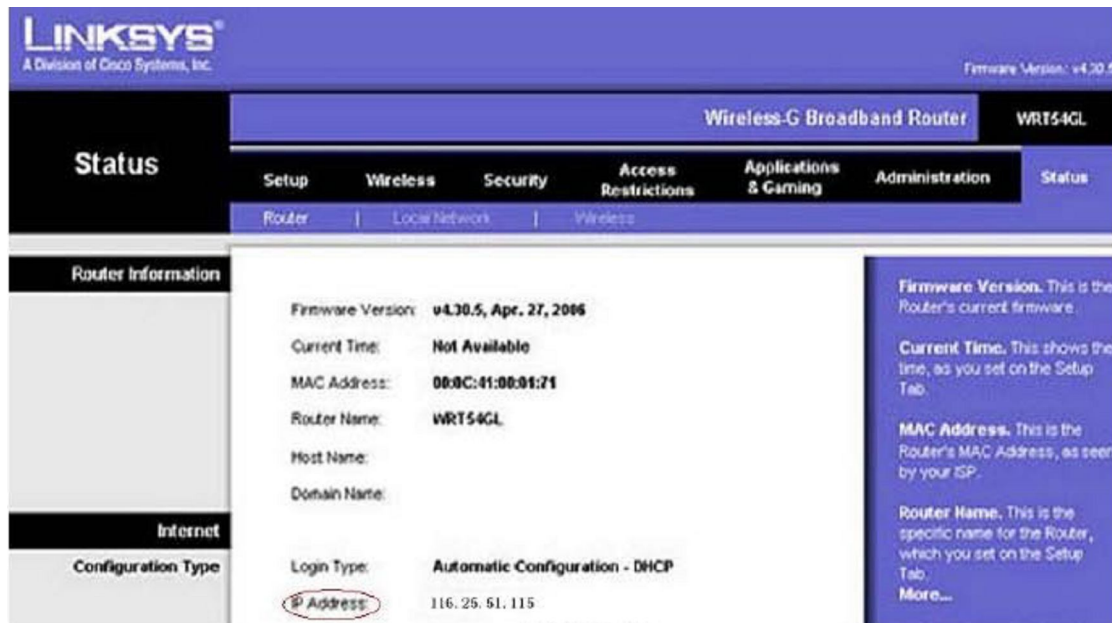 LINKSYS®
A Division of Cisco Systems, Inc.
Firmware Version: v4.30.5
Wireless-G Broadband Router WRT54GL
Status
Setup Wireless Security Access Restrictions Applications & Gaming Administration Status
Router | Local Network | Wireless
Router Information
Firmware Version: v4.30.5, Apr. 27, 2006
Current Time: Not Available
MAC Address: 00:0C:41:00:01:71
Router Name: WRT54GL
Host Name:
Domain Name:
Internet
Configuration Type
Login Type: Automatic Configuration - DHCP
IP Address: 116.25.51.115
Firmware Version. This is the
Router's current firmware.
Current Time. This shows the
time, as you set on the Setup
Tab.
MAC Address. This is the
Router's MAC Address, as seen
by your ISP.
Router Name. This is the
specific name for the Router,
which you set on the Setup
Tab.
More...